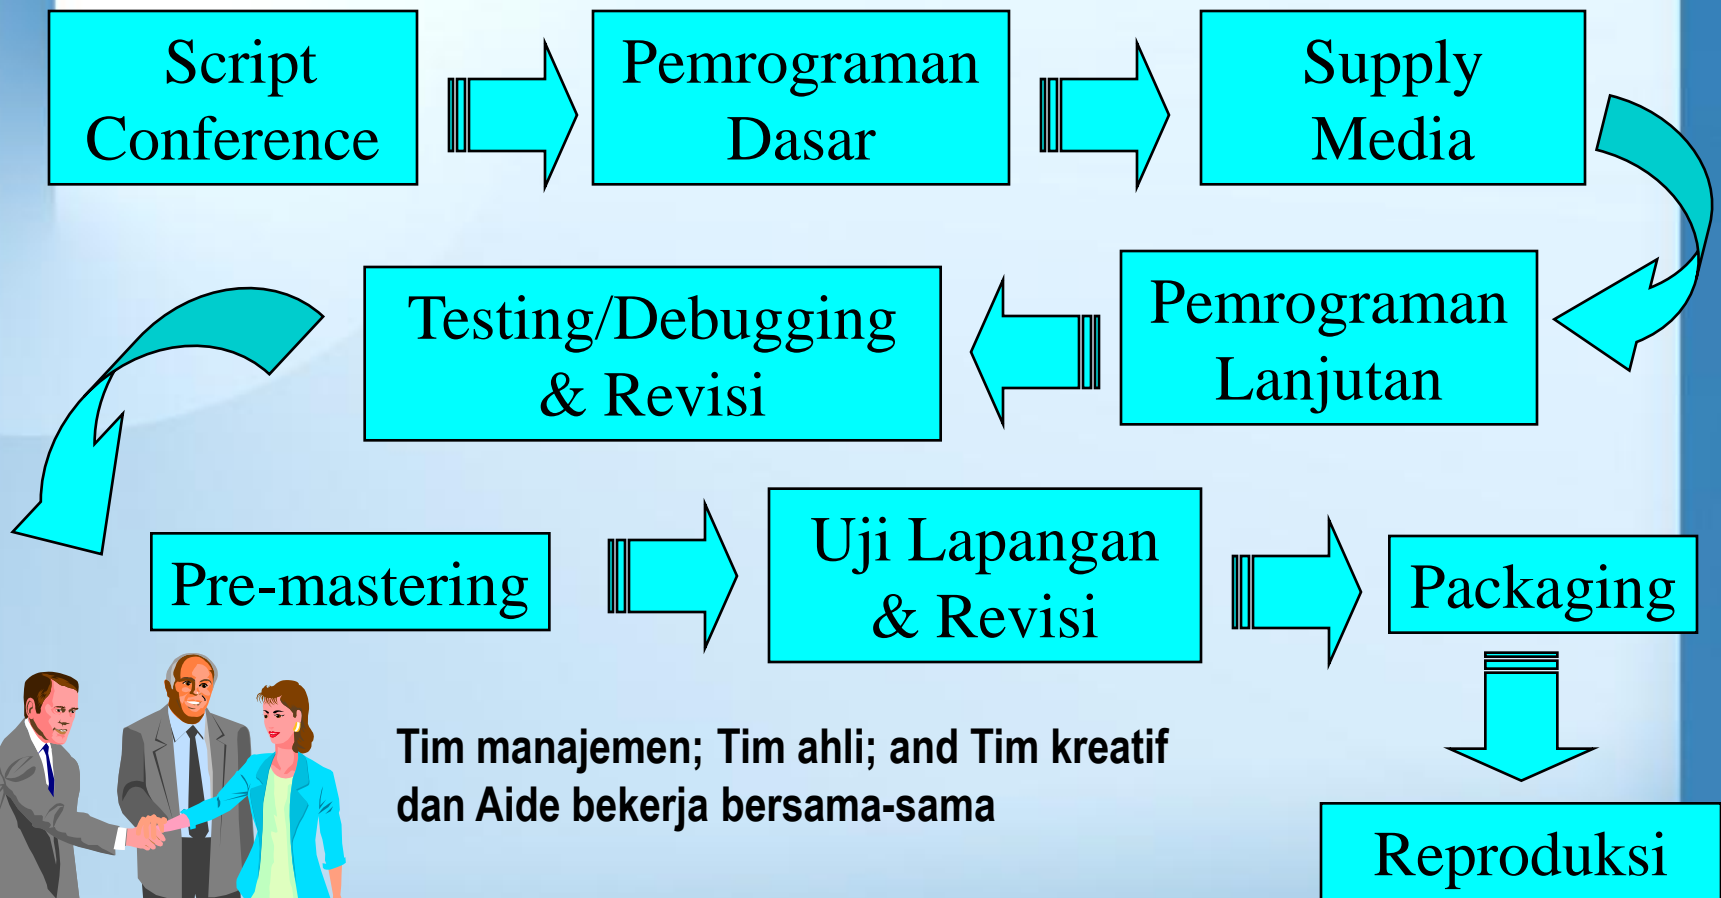 Script
Conference
Pemrograman
Dasar
Supply
Media
Pemrograman
Lanjutan
Testing/Debugging
& Revisi
Pre-mastering
Uji Lapangan
& Revisi
Packaging
Tim manajemen; Tim ahli; and Tim kreatif
dan Aide bekerja bersama-sama
Reproduksi